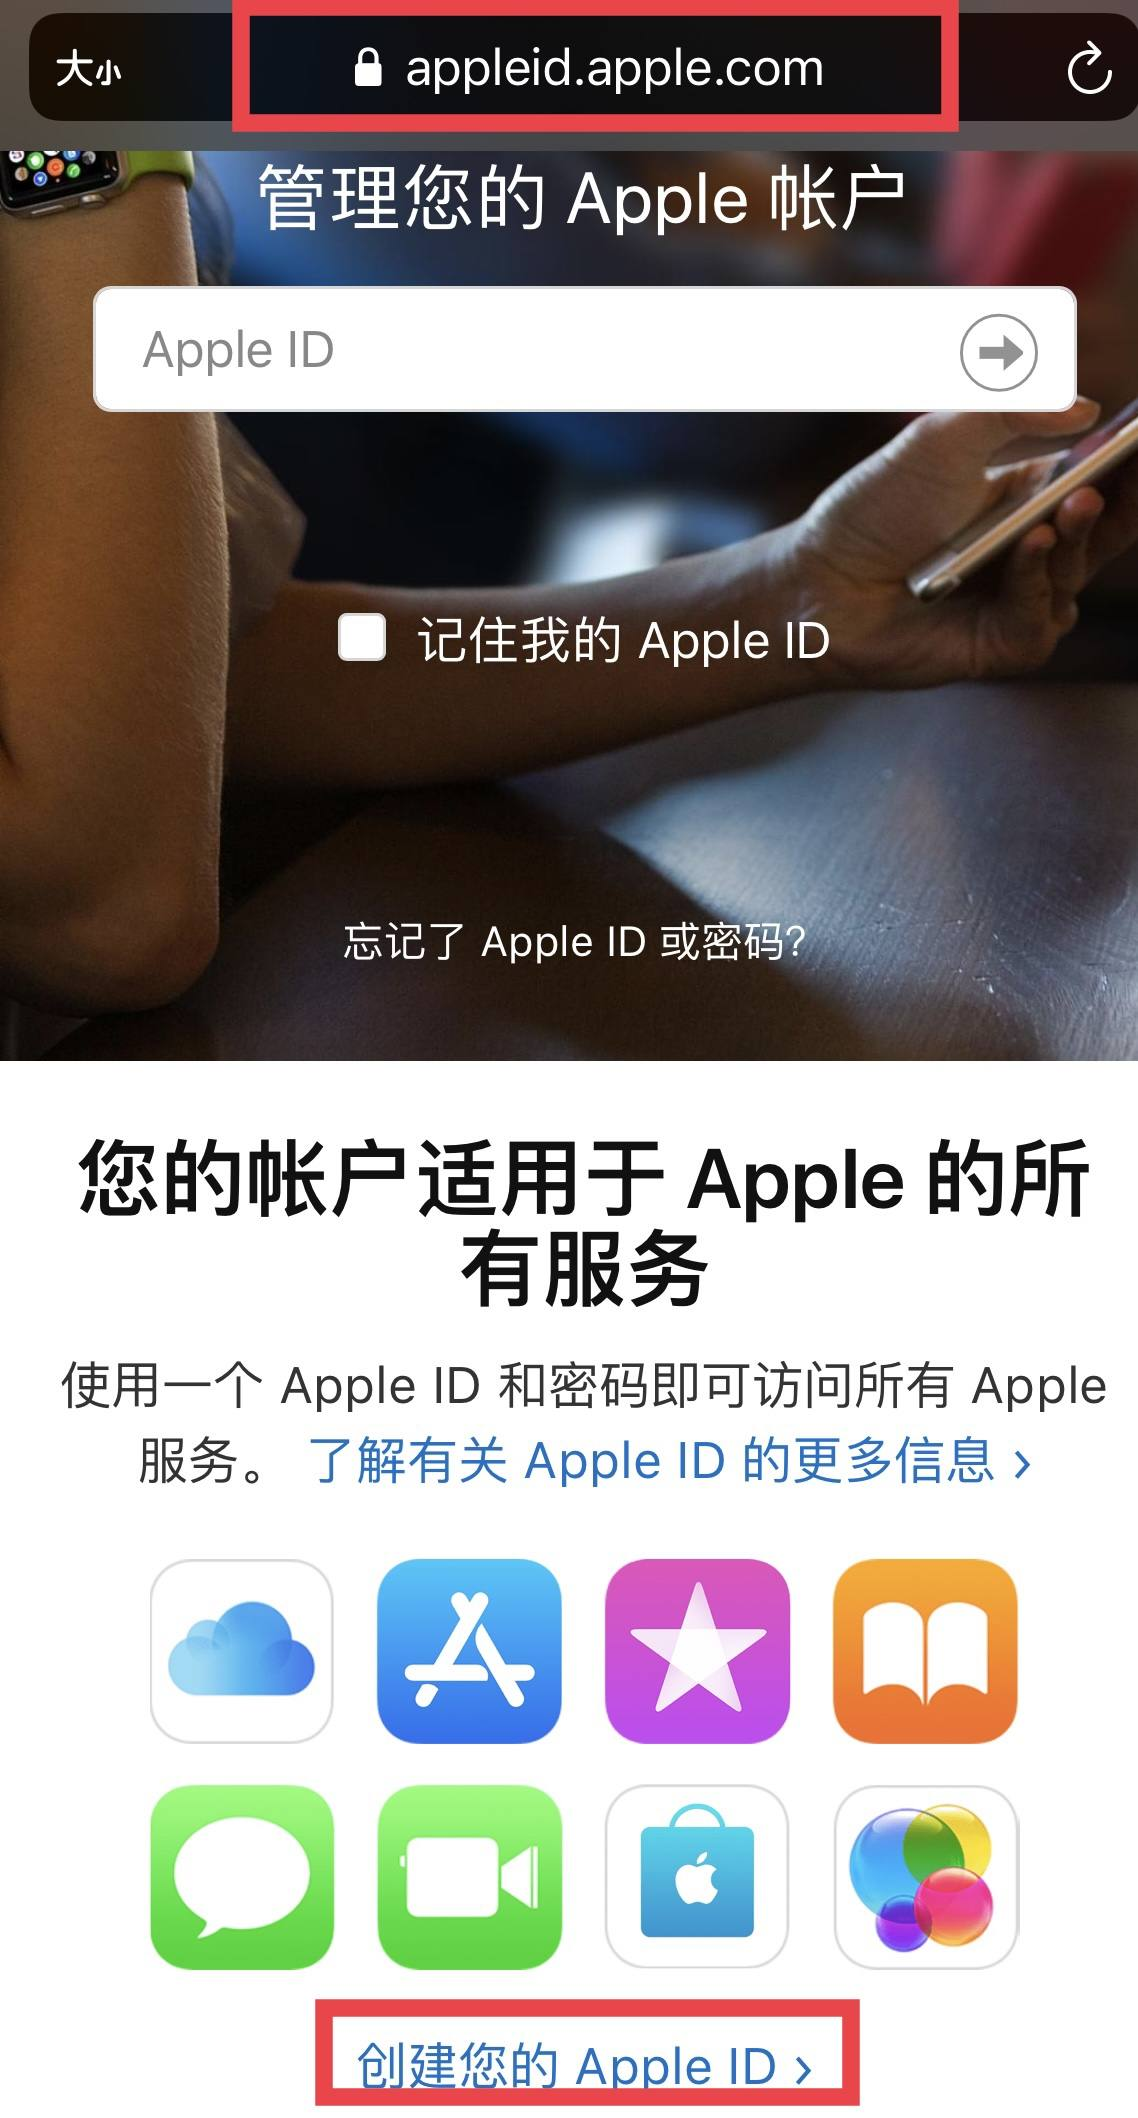 大小
appleid.apple.com
管理您的 Apple 帐户
Apple ID
记住我的 Apple ID
忘记了 Apple ID 或密码?
您的帐户适用于 Apple 的所
有服务
使用一个 Apple ID 和密码即可访问所有 Apple
服务。 了解有关 Apple ID 的更多信息 ›
创建您的 Apple ID ›